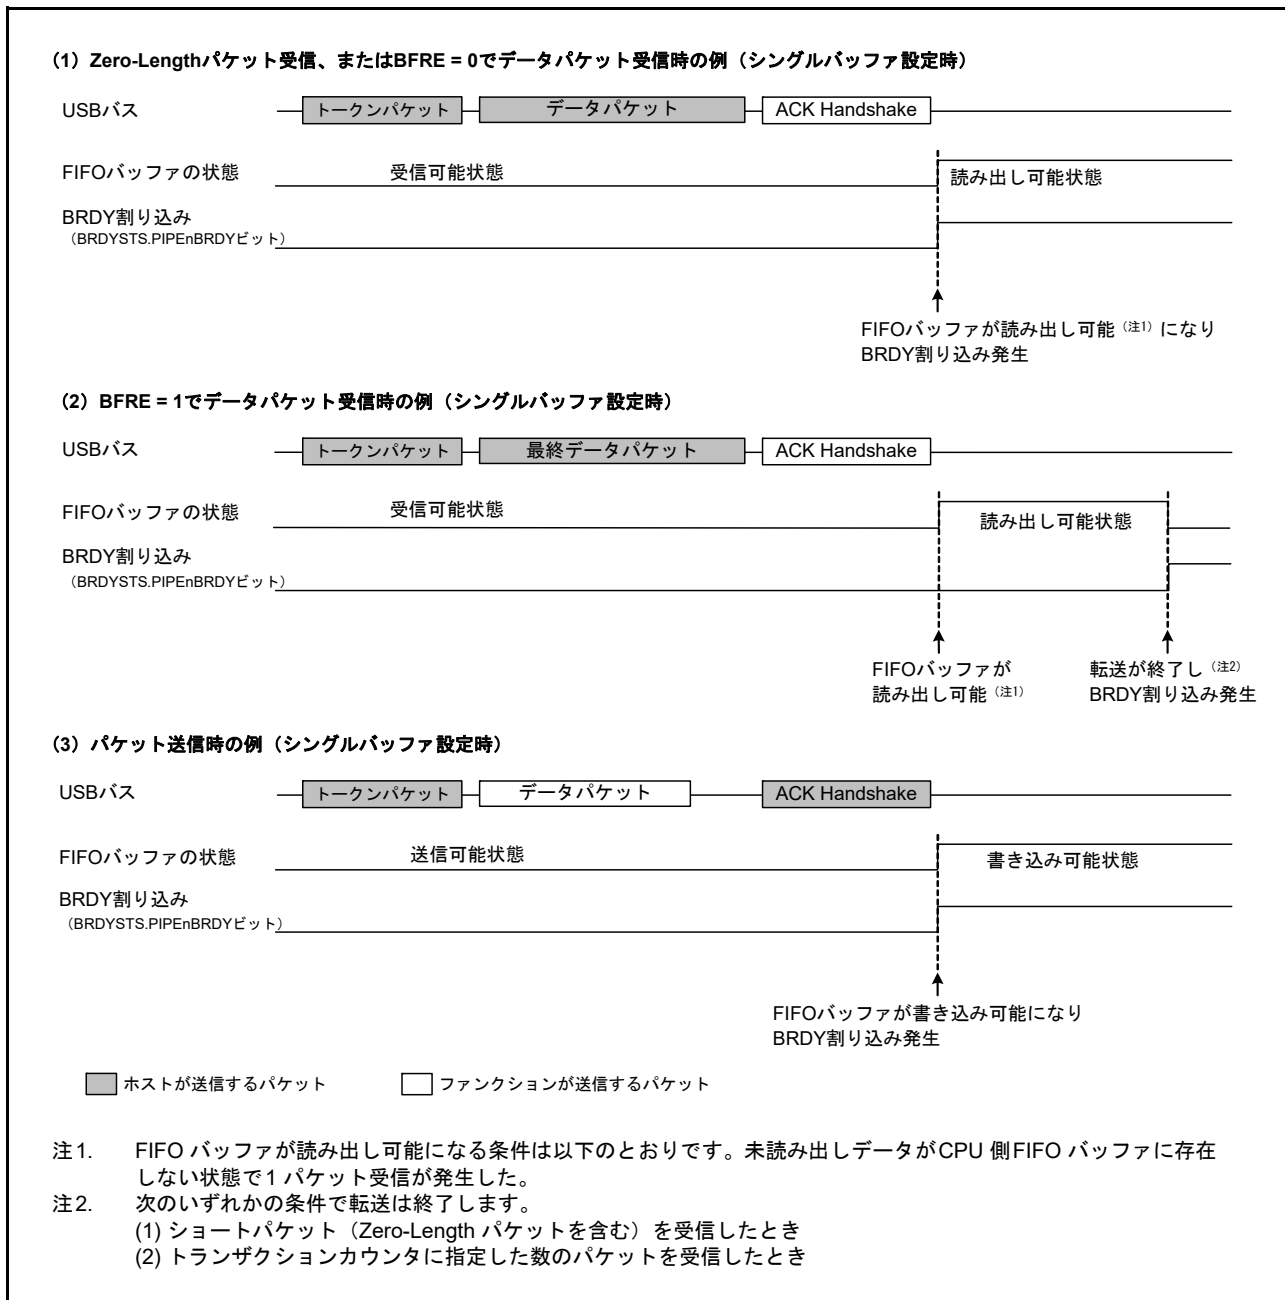 (1) Zero-Lengthパケット受信、またはBFRE = 0でデータパケット受信時の例（シングルバッファ設定時）
USBバス
トークンパケット
データパケット
ACK Handshake
FIFOバッファの状態
受信可能状態
読み出し可能状態
BRDY割り込み
（BRDYSTS.PIPEnBRDYビット）
FIFOバッファが読み出し可能（注1）になり
BRDY割り込み発生
(2) BFRE = 1でデータパケット受信時の例（シングルバッファ設定時）
USBバス
トークンパケット
最終データパケット
ACK Handshake
FIFOバッファの状態
受信可能状態
読み出し可能状態
BRDY割り込み
（BRDYSTS.PIPEnBRDYビット）
FIFOバッファが
読み出し可能（注1）
転送が終了し（注2）
BRDY割り込み発生
(3) パケット送信時の例（シングルバッファ設定時）
USBバス
トークンパケット
データパケット
ACK Handshake
FIFOバッファの状態
送信可能状態
書き込み可能状態
BRDY割り込み
（BRDYSTS.PIPEnBRDYビット）
FIFOバッファが書き込み可能になり
BRDY割り込み発生
ホストが送信するパケット
ファンクションが送信するパケット
注1. FIFO バッファが読み出し可能になる条件は以下のとおりです。未読み出しデータがCPU 側FIFO バッファに存在
しない状態で1 パケット受信が発生した。
注2. 次のいずれかの条件で転送は終了します。
(1) ショートパケット（Zero-Length パケットを含む）を受信したとき
(2) トランザクションカウンタに指定した数のパケットを受信したとき